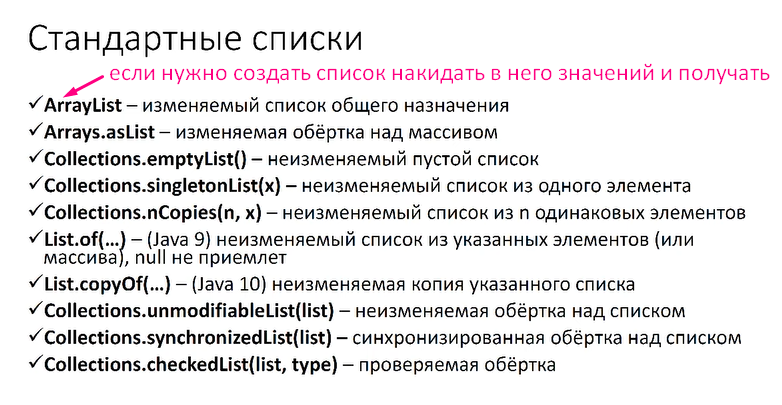 Стандартные списки
если нужно создать список накидать в него значений и получать
✓ArrayList – изменяемый список общего назначения
✓Arrays.asList – изменяемая обёртка над массивом
✓Collections.emptyList() – неизменяемый пустой список
✓Collections.singletonList(x) – неизменяемый список из одного элемента
✓Collections.nCopies(n, x) – неизменяемый список из n одинаковых элементов
✓List.of(…) – (Java 9) неизменяемый список из указанных элементов (или
массива), null не приемлет
✓List.copyOf(…) – (Java 10) неизменяемая копия указанного списка
✓Collections.unmodifiableList(list) – неизменяемая обёртка над списком
✓Collections.synchronizedList(list) – синхронизированная обёртка над списком
✓Collections.checkedList(list, type) – проверяемая обёртка